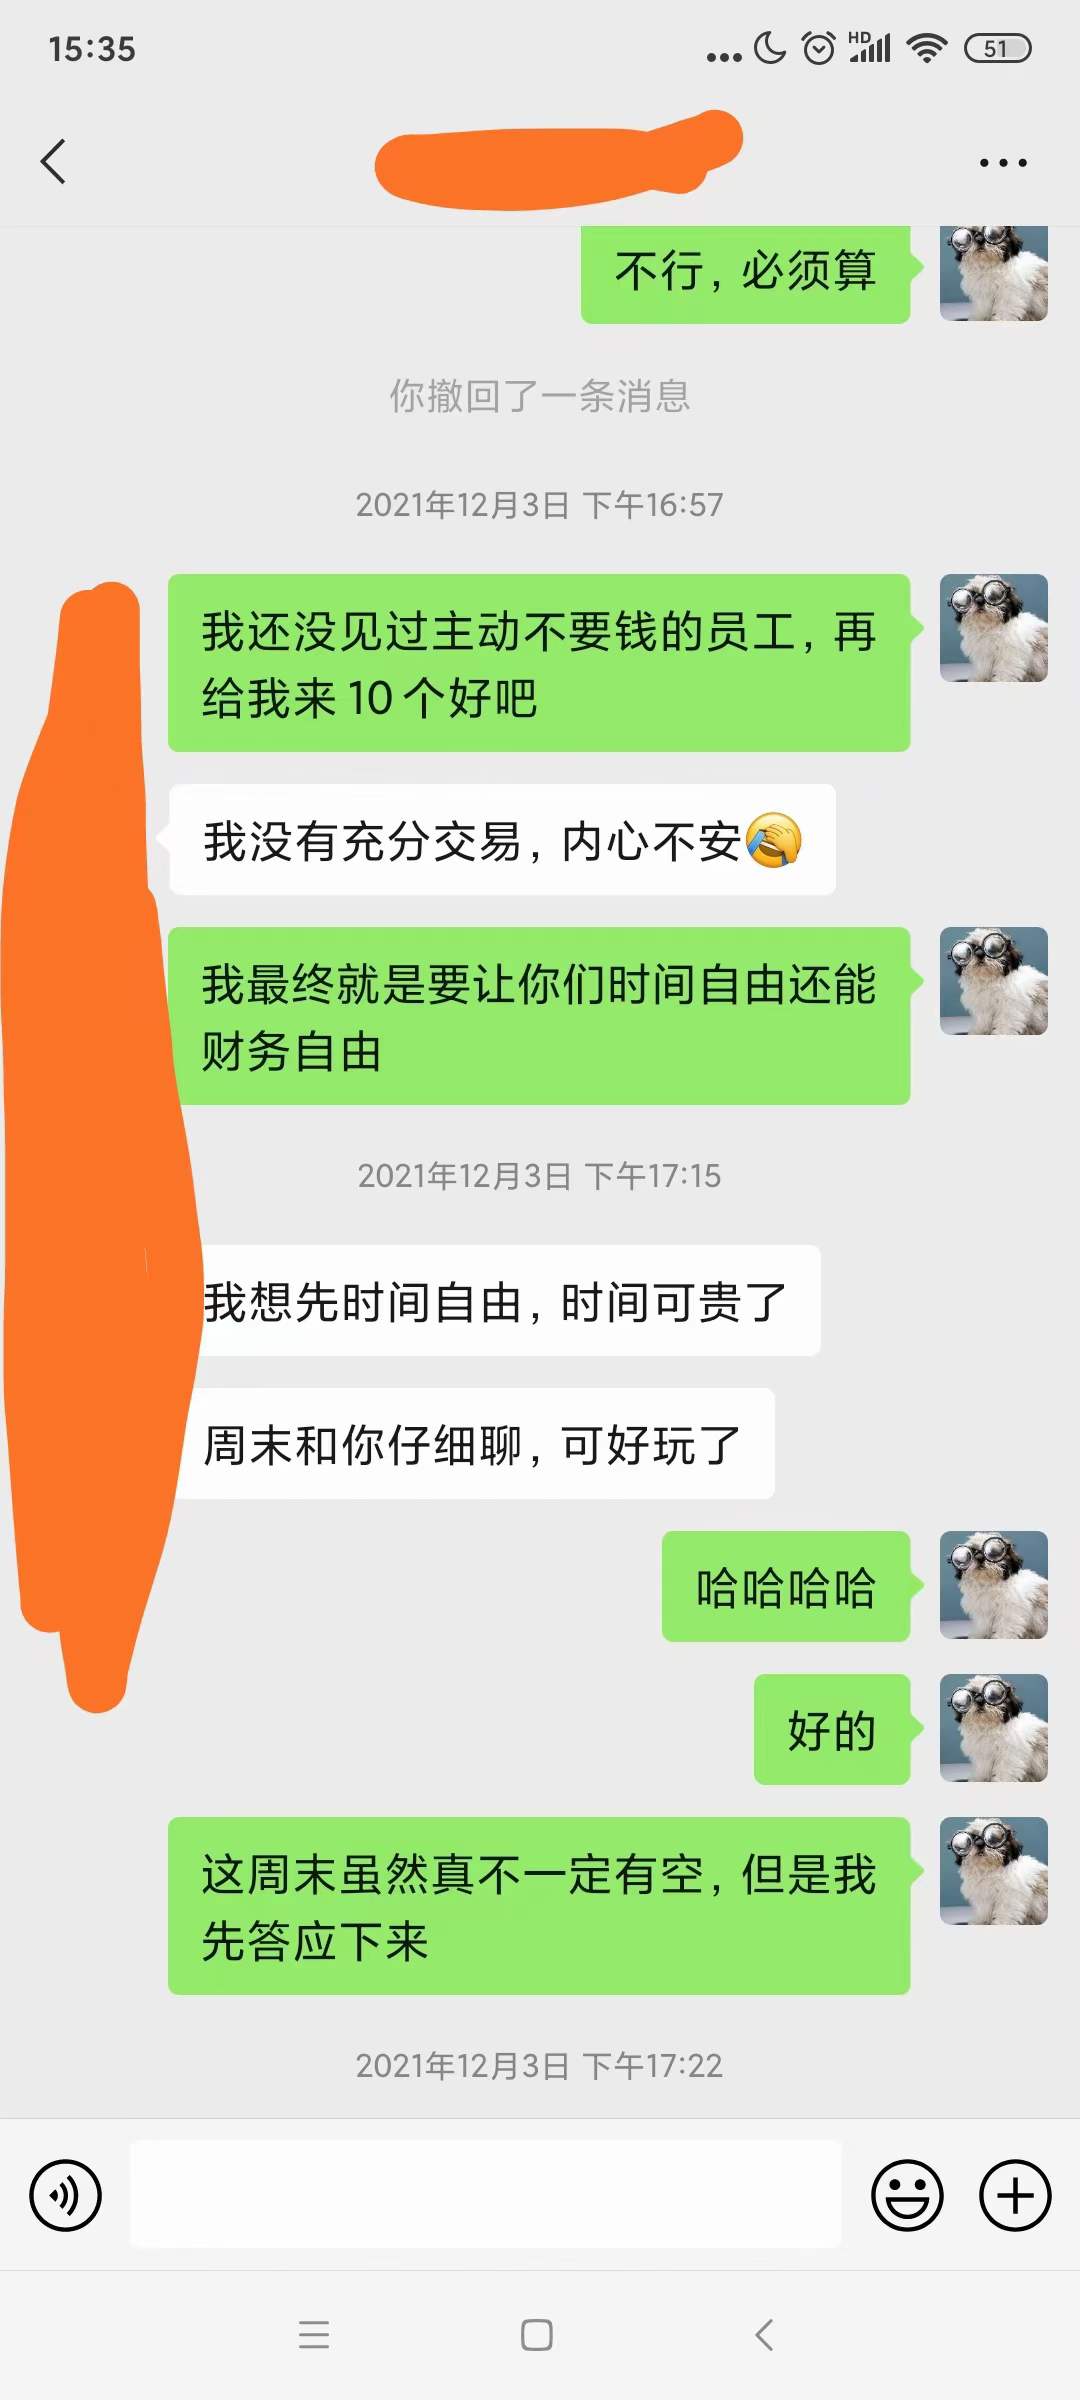 15:35
HD
51
不行，必须算
你撤回了一条消息
2021年12月3日 下午16:57
我还没见过主动不要钱的员工，再
给我来10个好吧
我没有充分交易，内心不安
我最终就是要让你们时间自由还能
财务自由
2021年12月3日 下午17:15
我想先时间自由，时间可贵了
周末和你仔细聊，可好玩了
哈哈哈哈
好的
这周末虽然真不一定有空，但是我
先答应下来
2021年12月3日 下午17:22